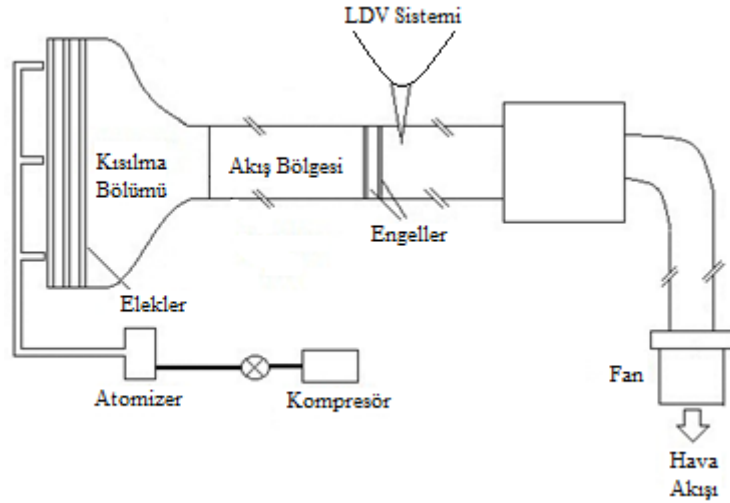 LDV Sistemi
Kısılma
Bölümü
Akış Bölgesi
Engeller
Elekler
Atomizer
Kompresör
Fan
Hava
Akışı